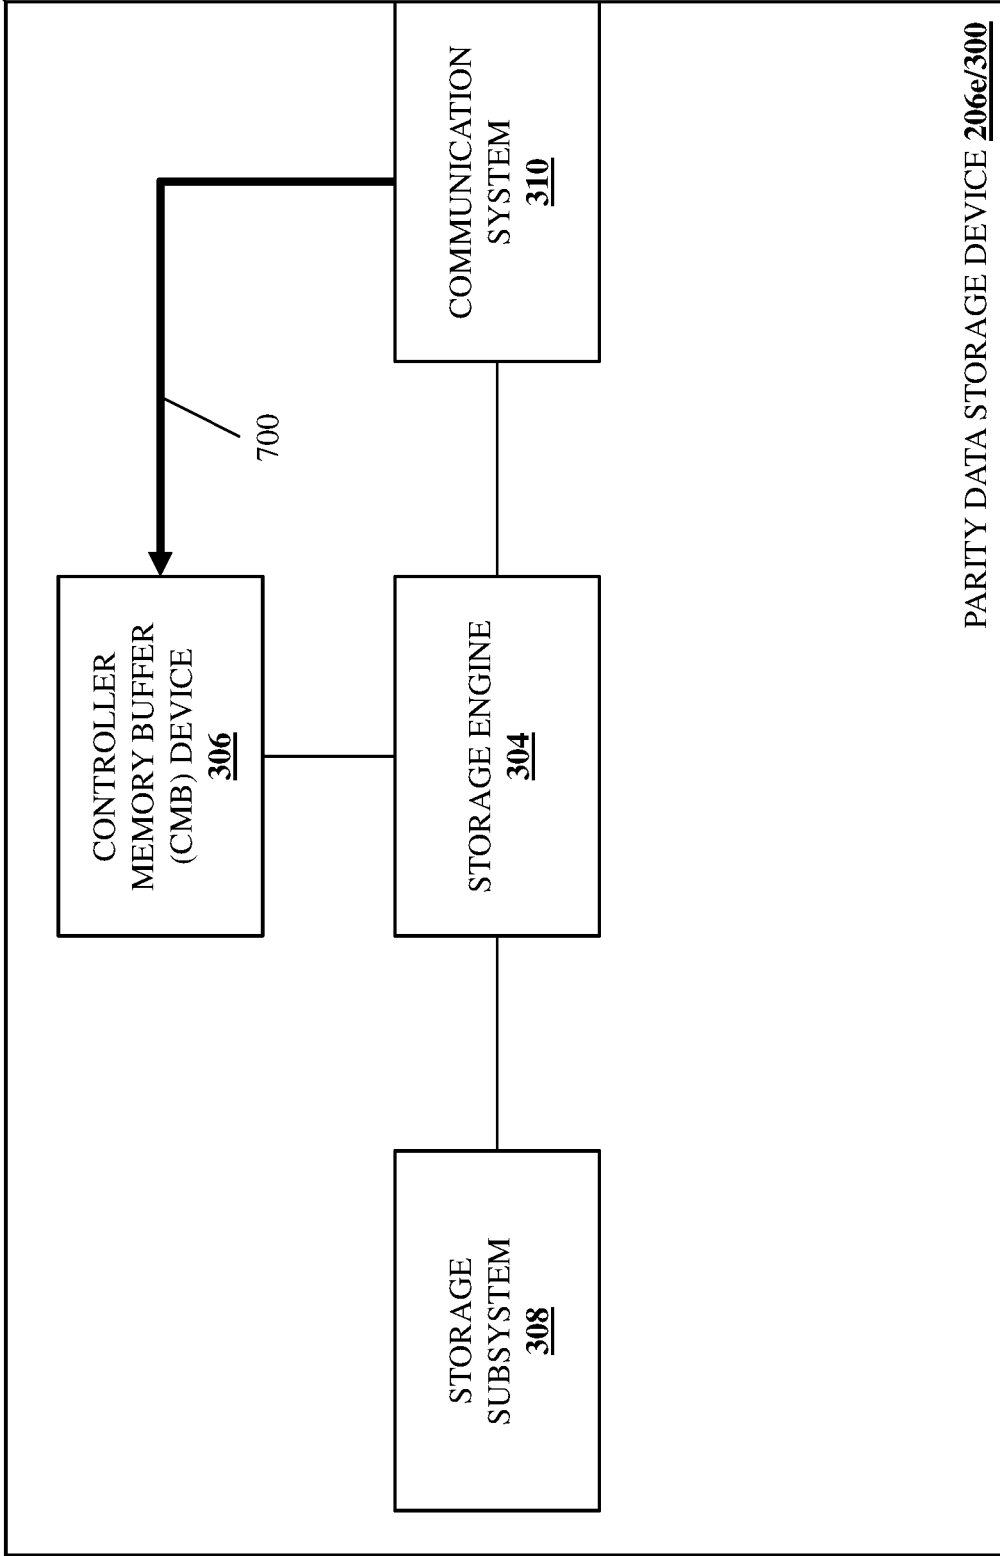 CONTROLLER
MEMORY BUFFER
(CMB) DEVICE
306
700
STORAGE
SUBSYSTEM
308
STORAGE ENGINE
304
COMMUNICATION
SYSTEM
310
PARITY DATA STORAGE DEVICE 206e/300